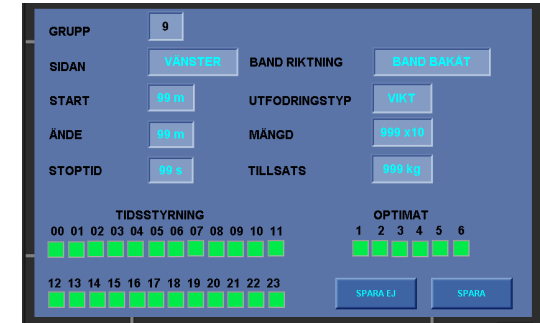 GRUPP 9
SIDAN VÄNSTER BAND RIKTNING BAND BAKÅT
START 99 m UTFODRINGSTYP VIKT
ÄNDE 99 m MÄNGD 999 x10
STOPTID 99 s TILLSATS 999 kg
TIDSSTYRNING OPTIMAT
00 01 02 03 04 05 06 07 08 09 10 11 1 2 3 4 5 6
12 13 14 15 16 17 18 19 20 21 22 23 SPARA EJ SPARA